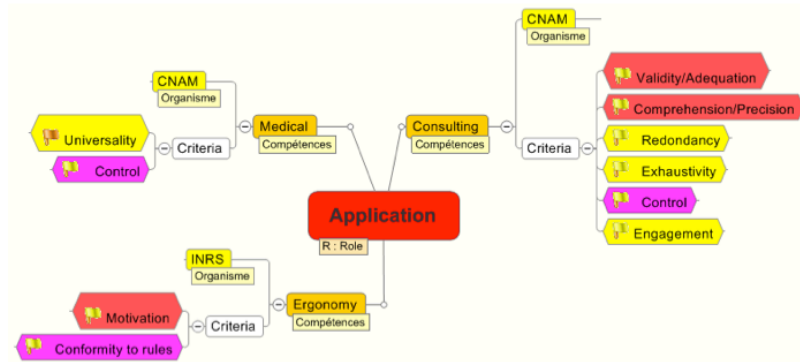 CNAM
Organisme
Medical
Compétences
Criteria
Universality
Control
CNAM
Organisme
Consulting
Compétences
Criteria
Validity/Adequation
Comprehension/Precision
Redondancy
Exhaustivity
Control
Engagement
Application
R : Role
INRS
Organisme
Ergonomy
Compétences
Criteria
Motivation
Conformity to rules